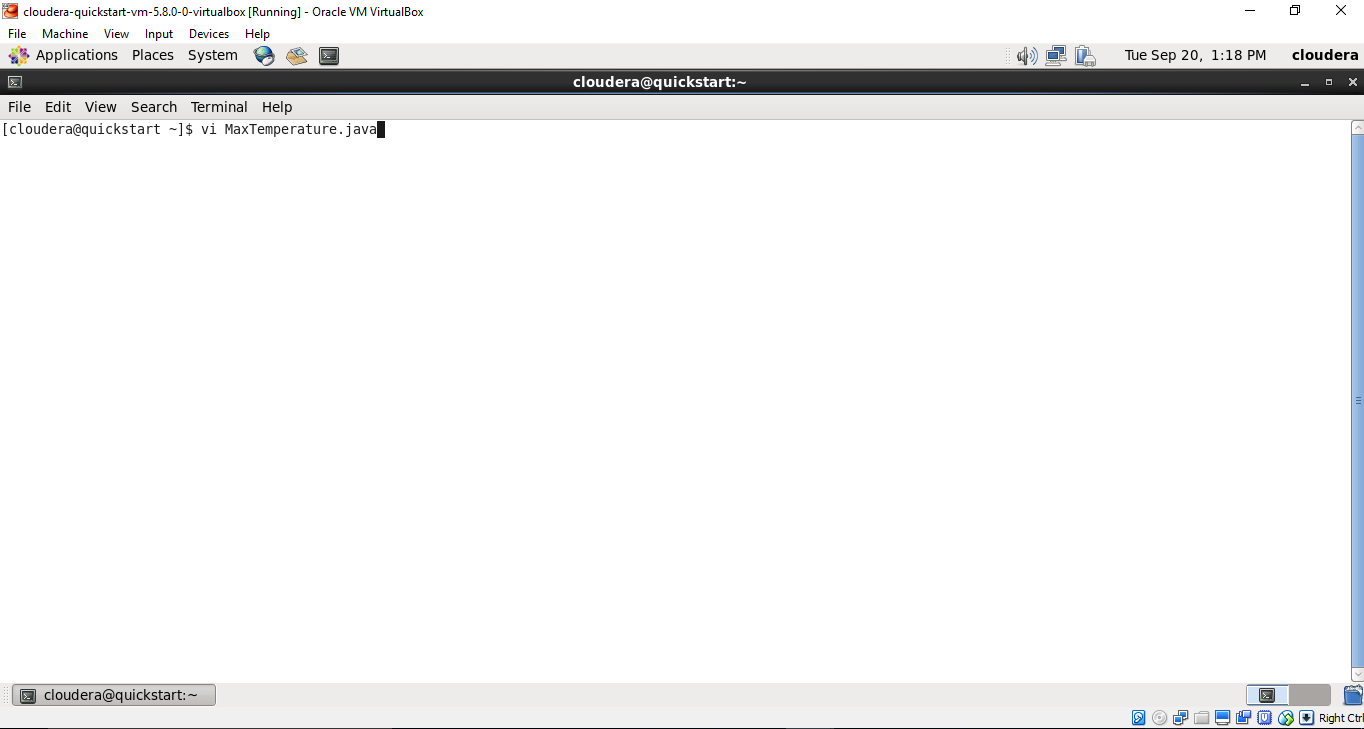 cloudera-quickstart-vm-5.8.0-0-virtualbox [Running] - Oracle VM VirtualBox
File Machine View Input Devices Help
Applications Places System Tue Sep 20, 1:18 PM cloudera
cloudera@quickstart:~
File Edit View Search Terminal Help
[cloudera@quickstart ~]$ vi MaxTemperature.java
cloudera@quickstart:~
Right Ctrl